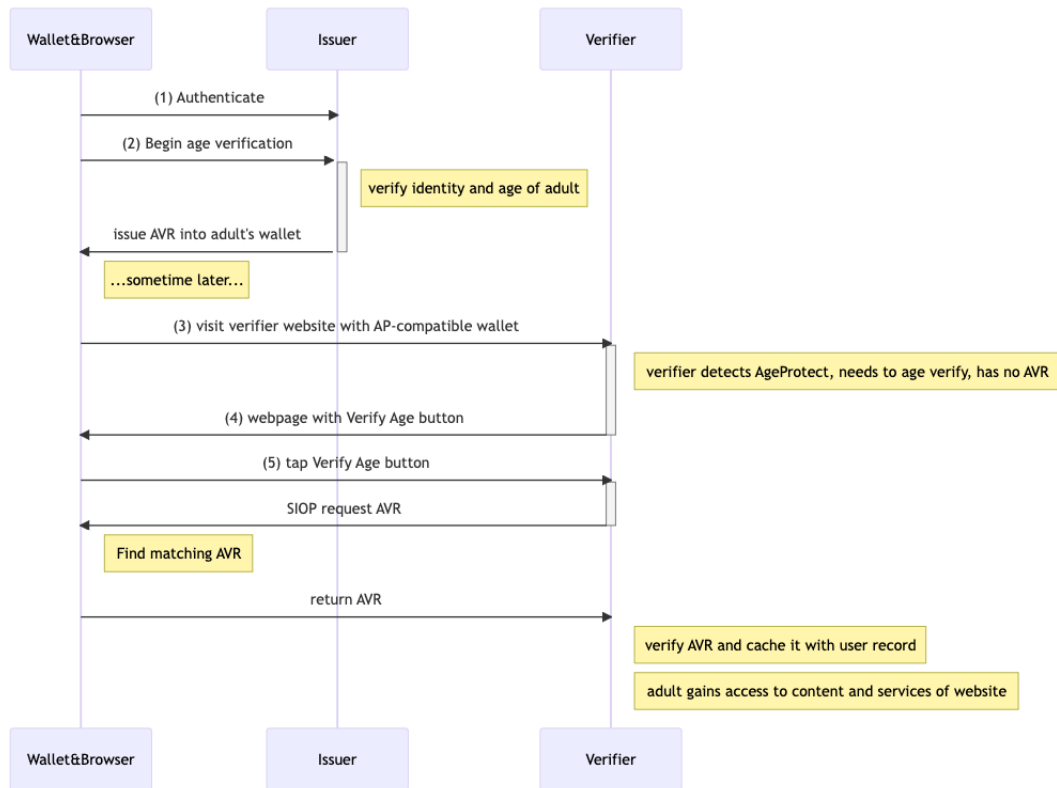 Wallet&Browser
Issuer
Verifier
(1) Authenticate
(2) Begin age verification
verify identity and age of adult
issue AVR into adult's wallet
...sometime later...
(3) visit verifier website with AP-compatible wallet
verifier detects AgeProtect, needs to age verify, has no AVR
(4) webpage with Verify Age button
(5) tap Verify Age button
SIOP request AVR
Find matching AVR
return AVR
verify AVR and cache it with user record
adult gains access to content and services of website
Wallet&Browser
Issuer
Verifier